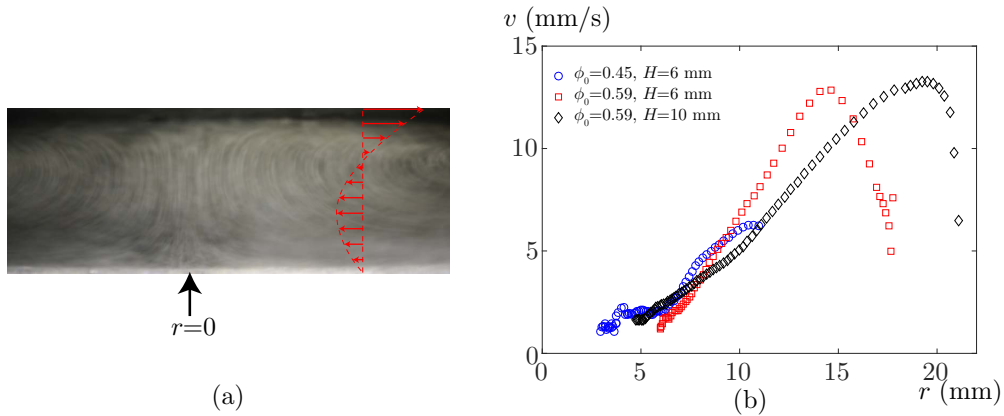 r=0
(a)
v (mm/s)
15
10
5
0
ϕ₀=0.45, H=6 mm
ϕ₀=0.59, H=6 mm
ϕ₀=0.59, H=10 mm
0 5 10 15 20
r (mm)
(b)